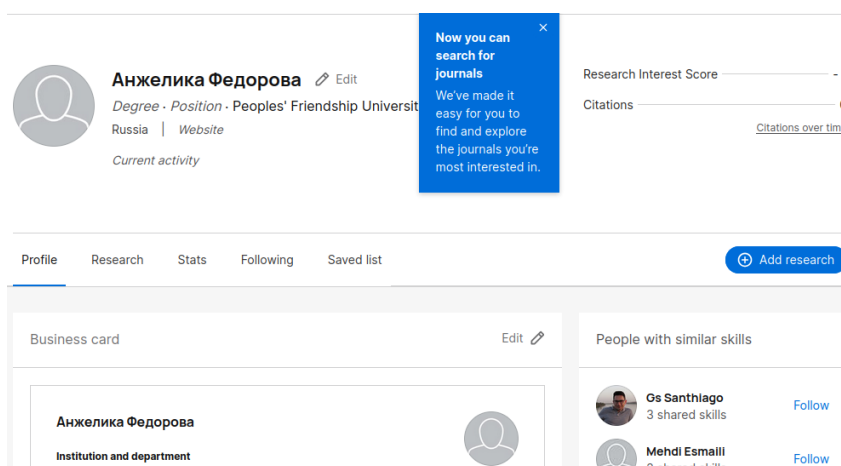 Анжелика Федорова Edit
Degree · Position · Peoples' Friendship
Russia | Website
Current activity
Now you can
search for
journals
We've made it
easy for you to
find and explore
the journals you're
most interested in.
Research Interest Score -
Citations
Citations over
Profile Research Stats Following Saved list
Add research
Business card Edit
Анжелика Федорова
Institution and department
People with similar skills
Gs Santhiago Follow
3 shared skills
Mehdi Esmaili Follow
shared skills